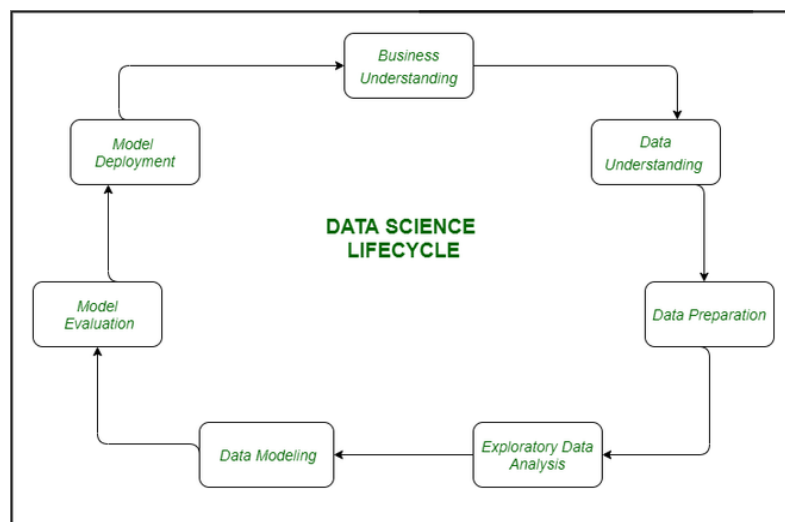 Business
Understanding
Data
Understanding
Data Preparation
Exploratory Data
Analysis
Data Modeling
Model
Evaluation
Model
Deployment
DATA SCIENCE
LIFECYCLE